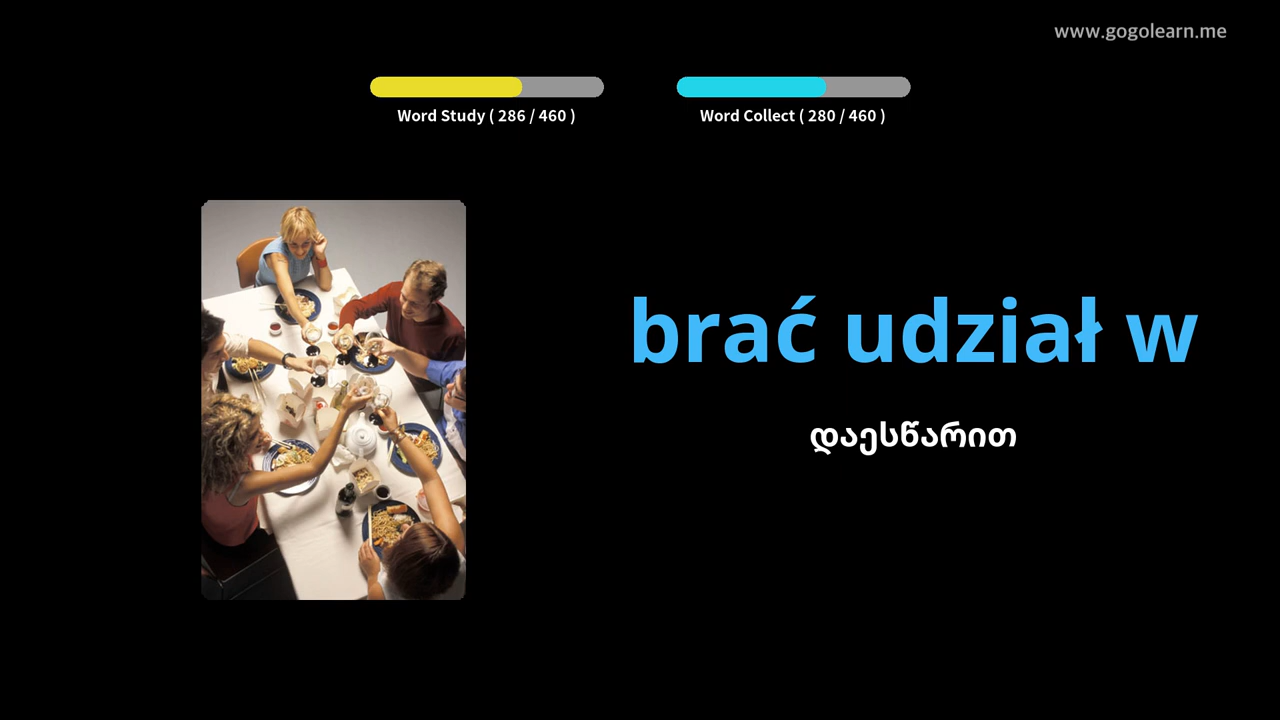 www.gogolearn.me
Word Study ( 286 / 460 )
Word Collect ( 280 / 460 )
brać udział w
დაესწარით